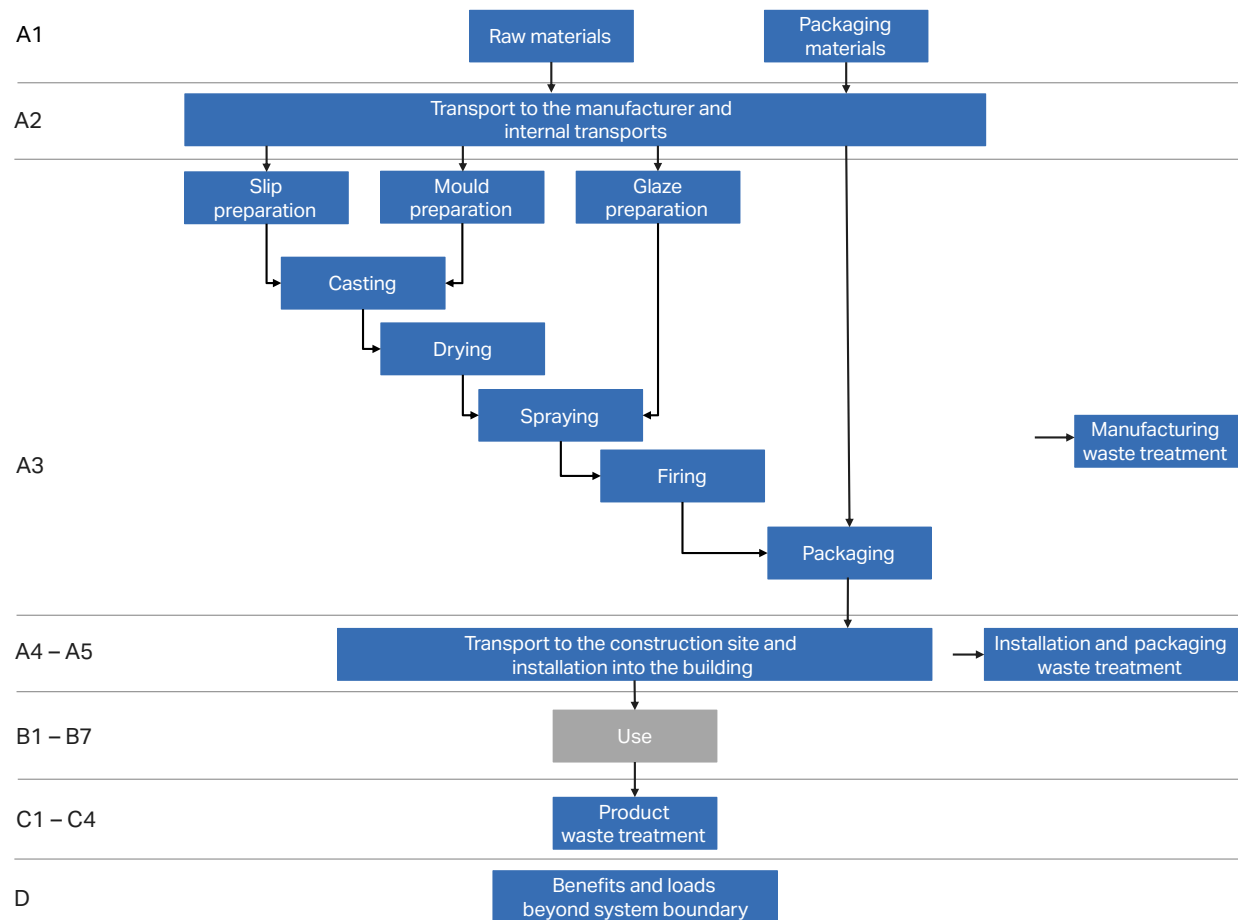 A1
Raw materials
Packaging
materials
A2
Transport to the manufacturer and
internal transports
Slip
preparation
Mould
preparation
Glaze
preparation
Casting
Drying
Spraying
A3
Firing
Manufacturing
waste treatment
Packaging
A4 – A5
Transport to the construction site and
installation into the building
Installation and packaging
waste treatment
B1 – B7
Use
C1 – C4
Product
waste treatment
D
Benefits and loads
beyond system boundary